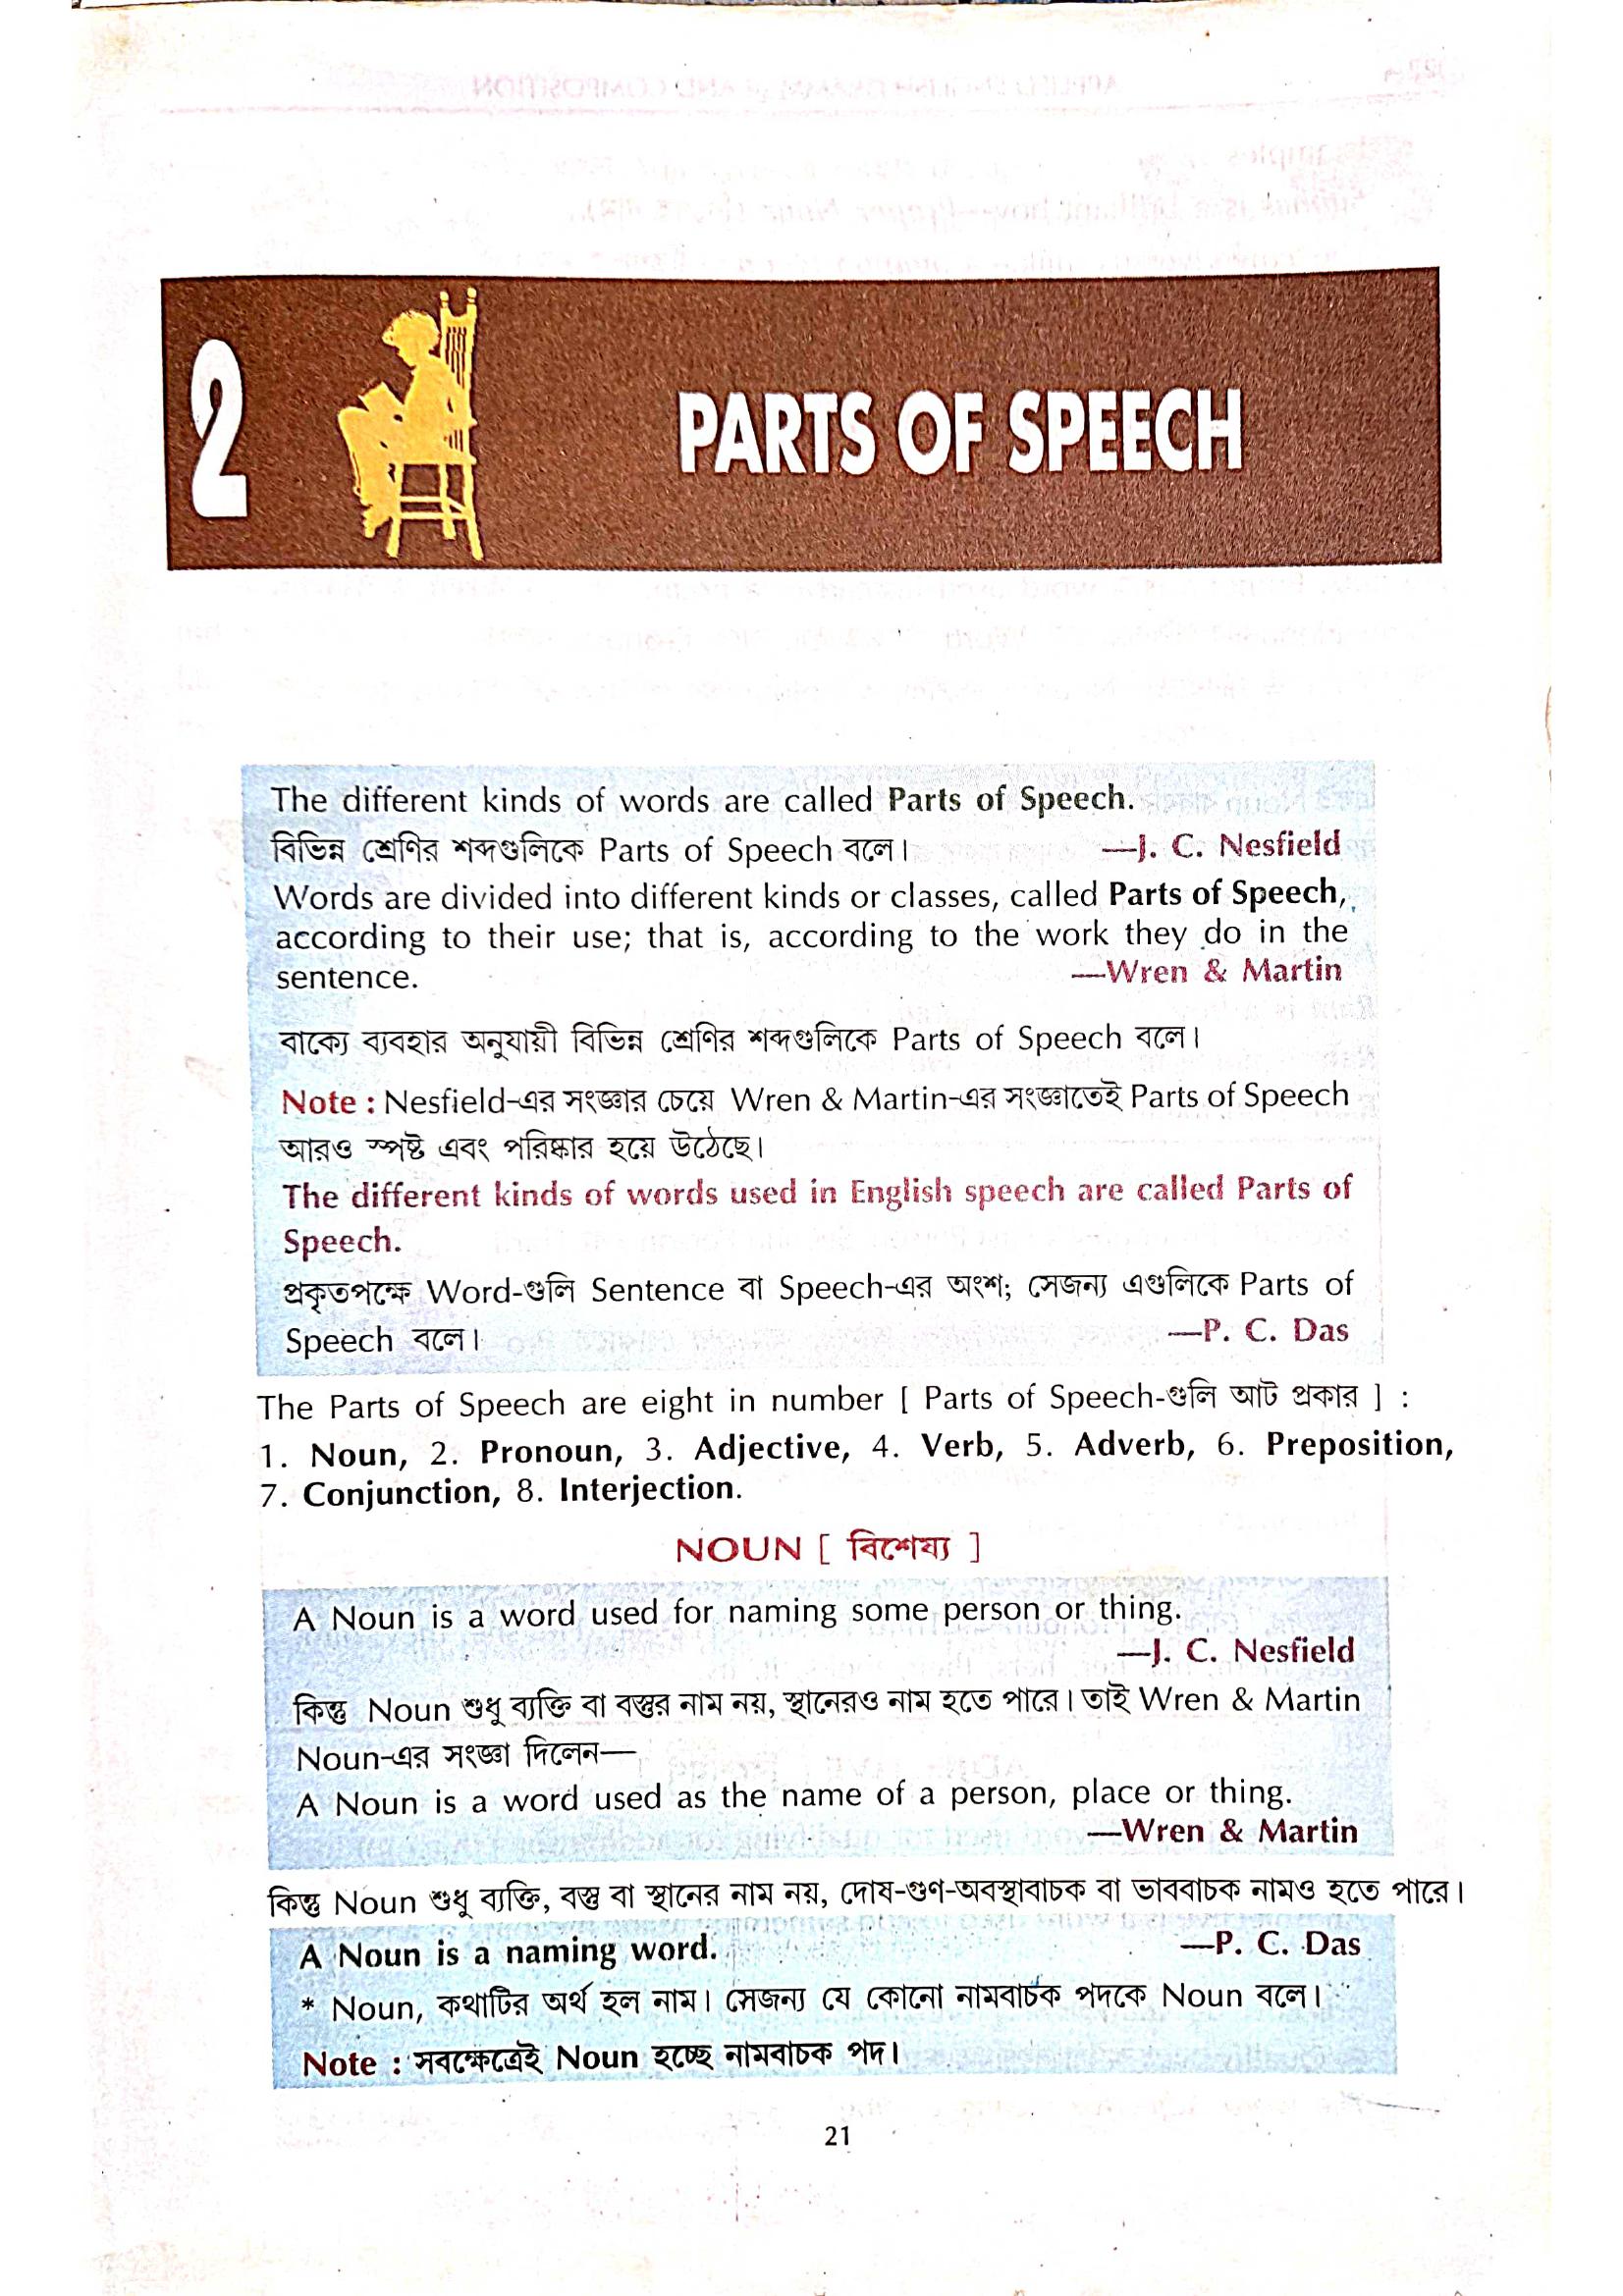 2
PARTS OF SPEECH
The different kinds of words are called Parts of Speech.
বিভিন্ন শ্রেণির শব্দগুলিকে Parts of Speech বলে। —J. C. Nesfield
Words are divided into different kinds or classes, called Parts of Speech,
according to their use; that is, according to the work they do in the
sentence. —Wren & Martin
বাক্যে ব্যবহার অনুযায়ী বিভিন্ন শ্রেণির শব্দগুলিকে Parts of Speech বলে।
Note : Nesfield-এর সংজ্ঞার চেয়ে Wren & Martin-এর সংজ্ঞাতেই Parts of Speech
আরও স্পষ্ট এবং পরিষ্কার হয়ে উঠেছে।
The different kinds of words used in English speech are called Parts of
Speech.
প্রকৃতপক্ষে Word-গুলি Sentence বা Speech-এর অংশ; সেজন্য এগুলিকে Parts of
Speech বলে। —P. C. Das
The Parts of Speech are eight in number [ Parts of Speech-গুলি আট প্রকার ] :
1. Noun, 2. Pronoun, 3. Adjective, 4. Verb, 5. Adverb, 6. Preposition,
7. Conjunction, 8. Interjection.
NOUN [ বিশেষ্য ]
A Noun is a word used for naming some person or thing.
—J. C. Nesfield
কিন্তু Noun শুধু ব্যক্তি বা বস্তুর নাম নয়, স্থানেরও নাম হতে পারে। তাই Wren & Martin
Noun-এর সংজ্ঞা দিলেন—
A Noun is a word used as the name of a person, place or thing.
—Wren & Martin
কিন্তু Noun শুধু ব্যক্তি, বস্তু বা স্থানের নাম নয়, দোষ-গুণ-অবস্থাবাচক বা ভাববাচক নামও হতে পারে।
A Noun is a naming word. —P. C. Das
* Noun, কথাটির অর্থ হল নাম। সেজন্য যে কোনো নামবাচক পদকে Noun বলে।
Note : সবক্ষেত্রেই Noun হচ্ছে নামবাচক পদ।
21